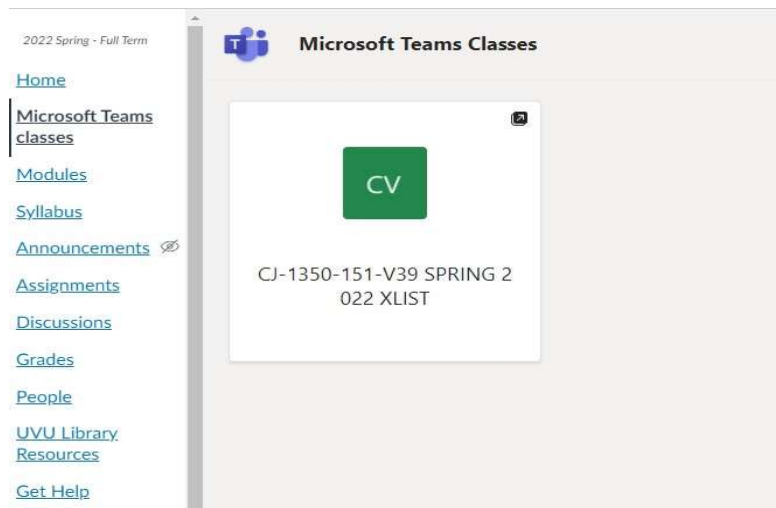 2022 Spring - Full Term
Home
Microsoft Teams
classes
Modules
Syllabus
Announcements
Assignments
Discussions
Grades
People
UVU Library
Resources
Get Help
T
Microsoft Teams Classes
CV
CJ-1350-151-V39 SPRING 2
022 XLIST